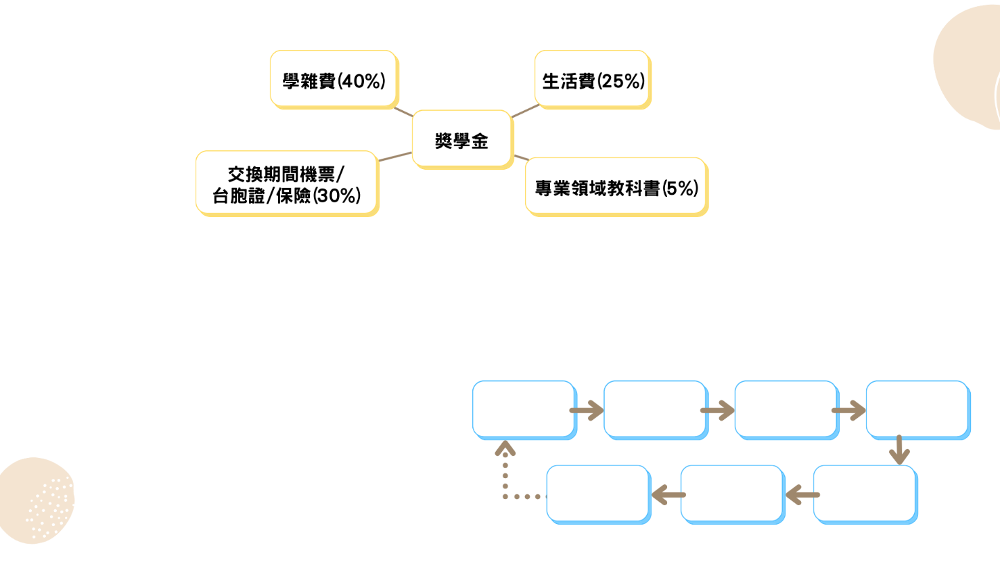 學雜費(40%)
生活費(25%)
獎學金
交換期間機票/
台胞證/保險(30%)
專業領域教科書(5%)